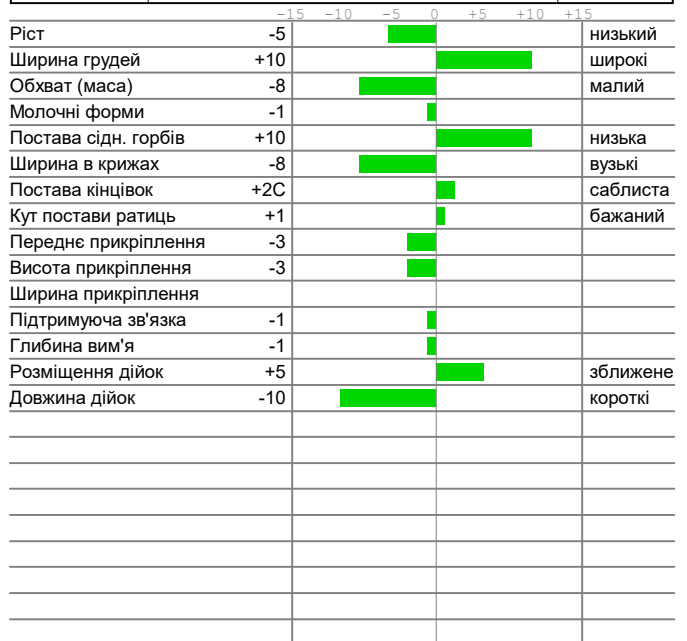 -15 -10 -5 0 +5 +10 +15
Ріст -5 низький
Ширина грудей +10 широкі
Обхват (маса) -8 малий
Молочні форми -1
Постава сідн. горбів +10 низька
Ширина в крижах -8 вузькі
Постава кінцівок +2С саблиста
Кут постави ратиць +1 бажаний
Переднє прикріплення -3
Висота прикріплення -3
Ширина прикріплення
Підтримуюча зв'язка -1
Глибина вим'я -1
Розміщення дійок +5 зближене
Довжина дійок -10 короткі